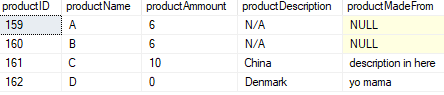 productID productName productAmmount productDescription productMadeFrom
159 A 6 N/A NULL
160 B 6 N/A NULL
161 C 10 China description in here
162 D 0 Denmark yo mama